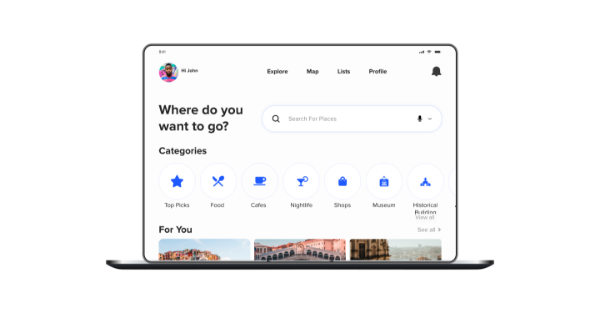 9:41
Hi John
Explore
Map
Lists
Profile
Where do you
want to go?
Search For Places
Categories
Top Picks
Food
Cafes
Nightlife
Shops
Museum
Historical
Building
View all
For You
See all